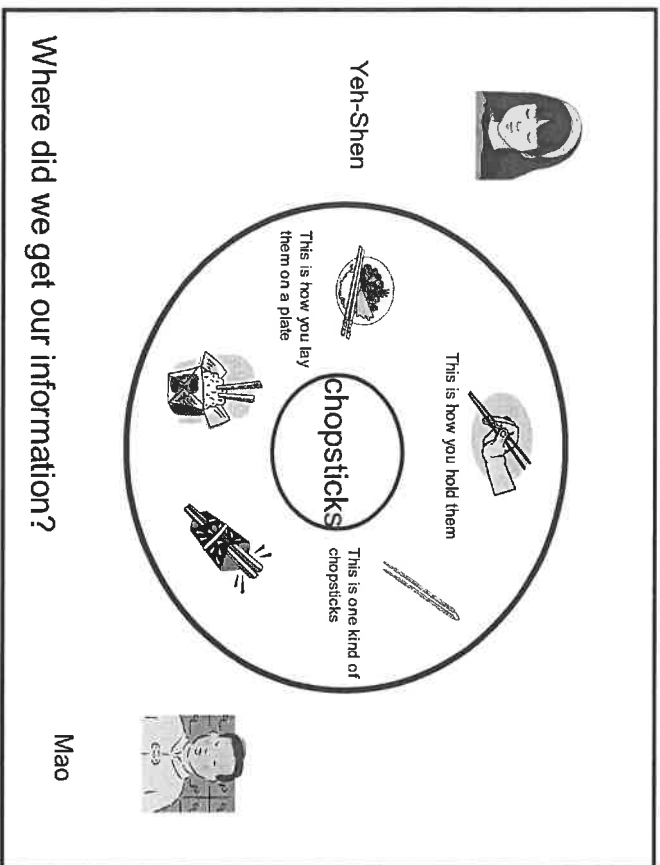 Yeh-Shen
This is how you hold them
This is how you lay
them on a plate
chopsticks
This is one kind of
chopsticks
Mao
Where did we get our information?